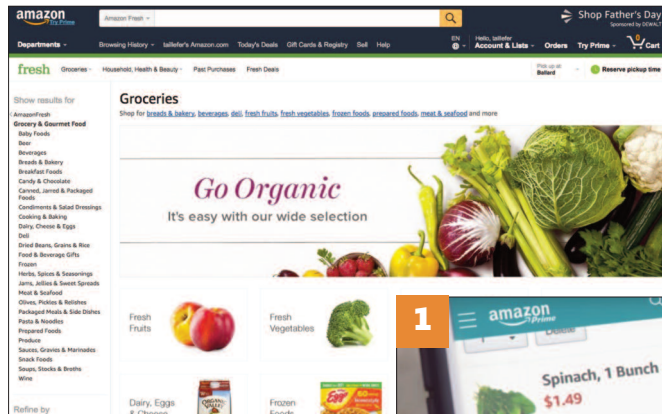 amazon
Try Prime
Amazon Fresh
Shop Father's Day
Sponsored by DEWALT
Departments
Browsing History
taillefer's Amazon.com
Today's Deals
Gift Cards & Registry
Sell
Help
EN
Hello, taillefer
Account & Lists
Orders
Try Prime
0
Cart
fresh
Groceries
Household, Health & Beauty
Past Purchases
Fresh Deals
Pick up at
Ballard
Reserve pickup time
Show results for
AmazonFresh
Grocery & Gourmet Food
Baby Foods
Beer
Beverages
Breads & Bakery
Breakfast Foods
Candy & Chocolate
Canned, Jarred & Packaged
Foods
Condiments & Salad Dressings
Cooking & Baking
Dairy, Cheese & Eggs
Deli
Dried Beans, Grains & Rice
Food & Beverage Gifts
Frozen
Herbs, Spices & Seasonings
Jams, Jellies & Sweet Spreads
Meat & Seafood
Olives, Pickles & Relishes
Packaged Meals & Side Dishes
Pasta & Noodles
Prepared Foods
Produce
Sauces, Gravies & Marinades
Snack Foods
Soups, Stocks & Broths
Wine
Refine by
Groceries
Shop for breads & bakery, beverages, deli, fresh fruits, fresh vegetables, frozen foods, prepared foods, meat & seafood and more
Go Organic
It's easy with our wide selection
Fresh
Fruits
Fresh
Vegetables
Dairy, Eggs
& Cheese
ORGANIC
VALLEY
Frozen
Foods
Eggo
1
amazon
Prime
Delete
Spinach, 1 Bunch
$1.49